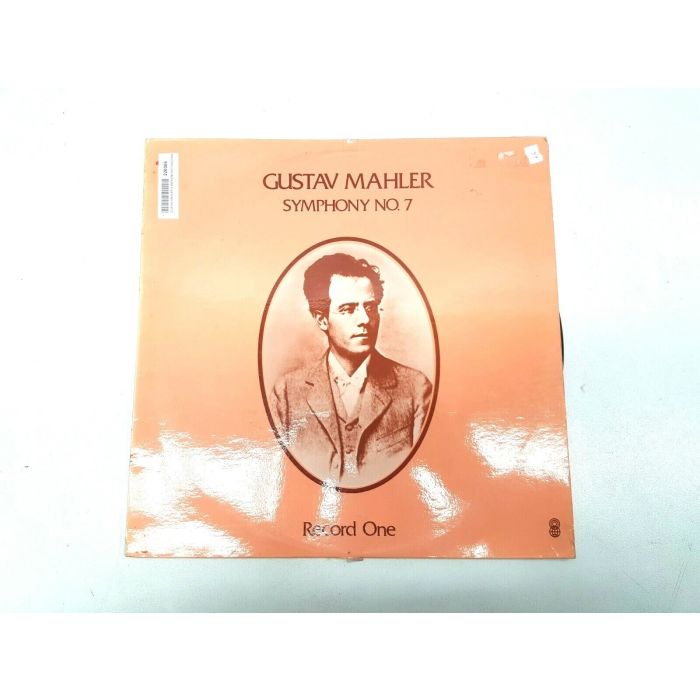 GUSTAV MAHLER
SYMPHONY NO. 7
Record One